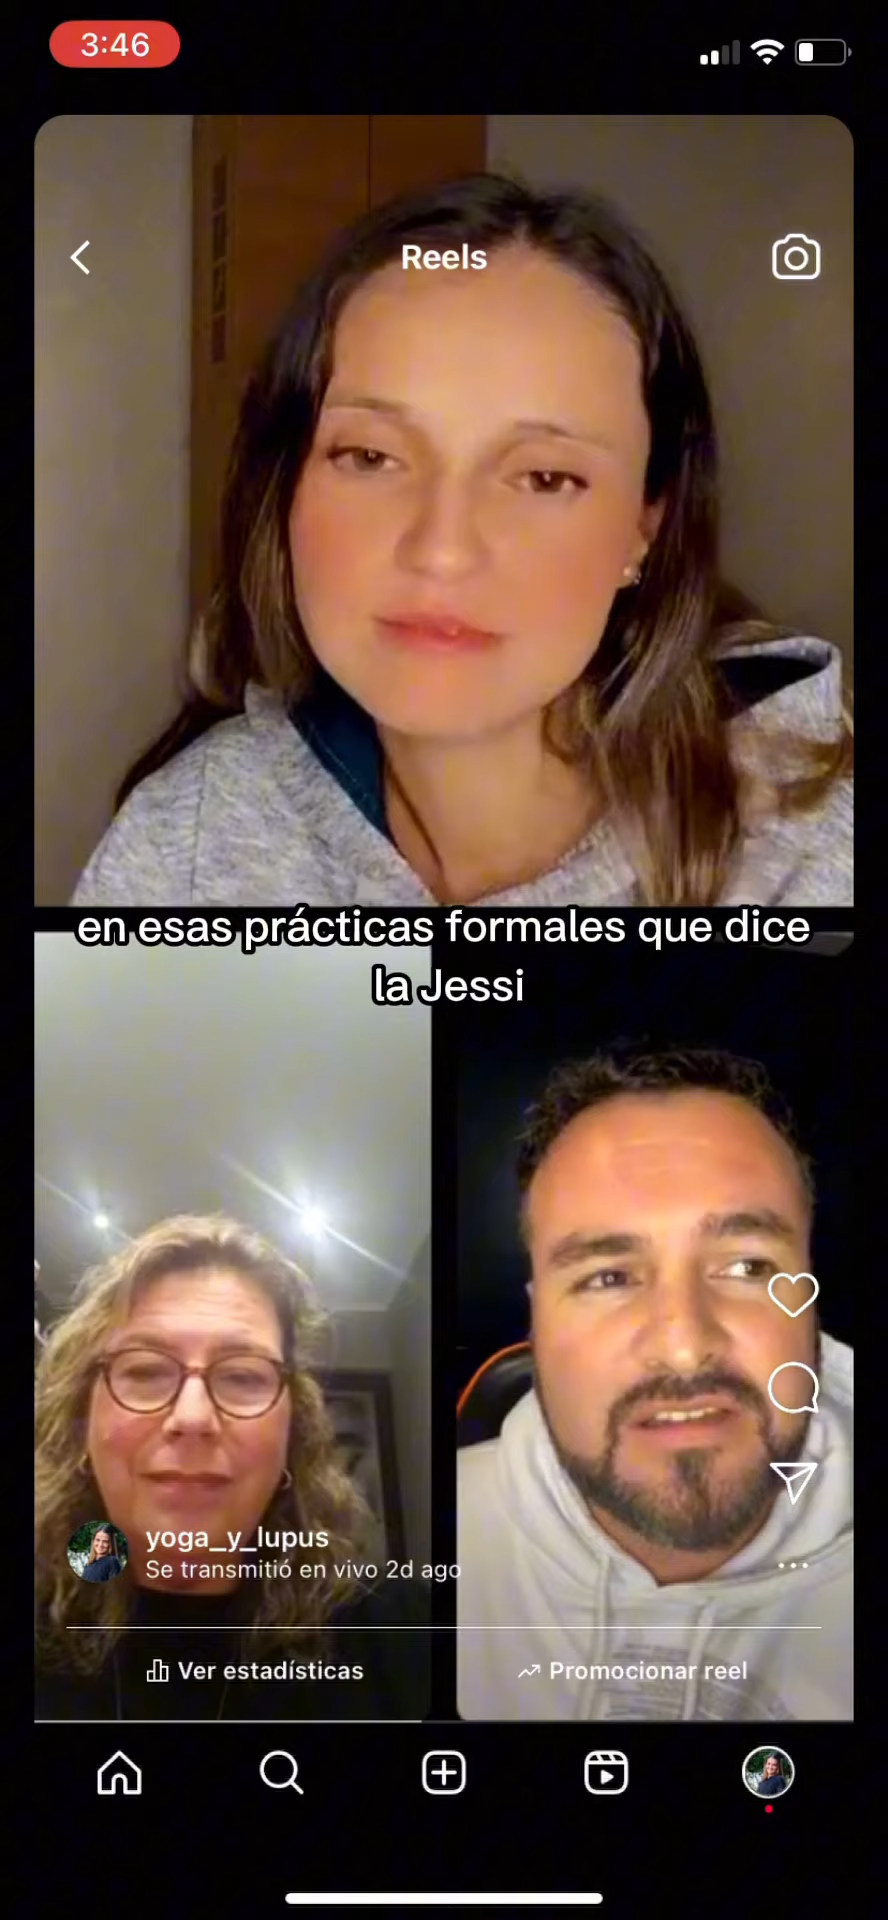 3:46
Reels
en esas prácticas formales que dice
la Jessi
yoga_y_lupus
Se transmitió en vivo 2d ago
Ver estadísticas
Promocionar reel